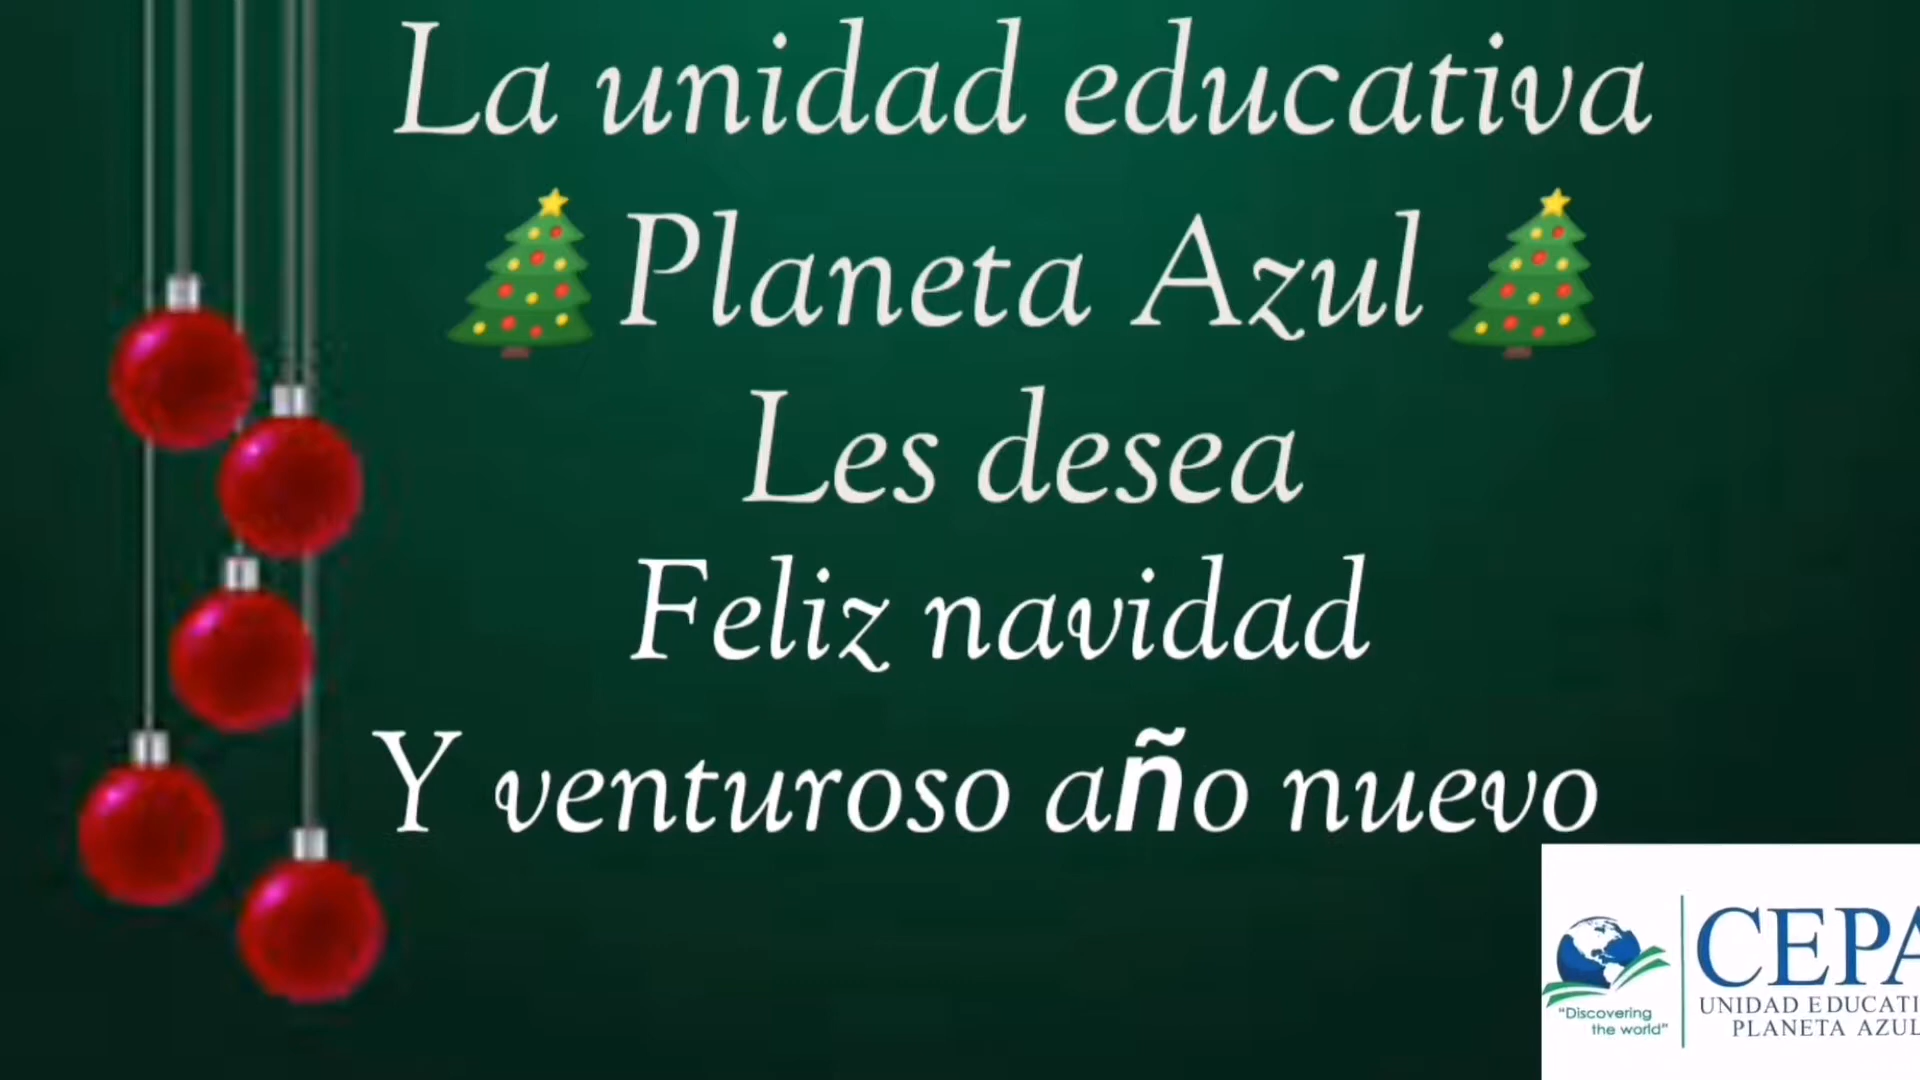 La unidad educativa
🎄Planeta Azul🎄
Les desea
Feliz navidad
Y venturoso año nuevo
CEPA
UNIDAD EDUCATI
PLANETA AZUL
"Discovering
the world"